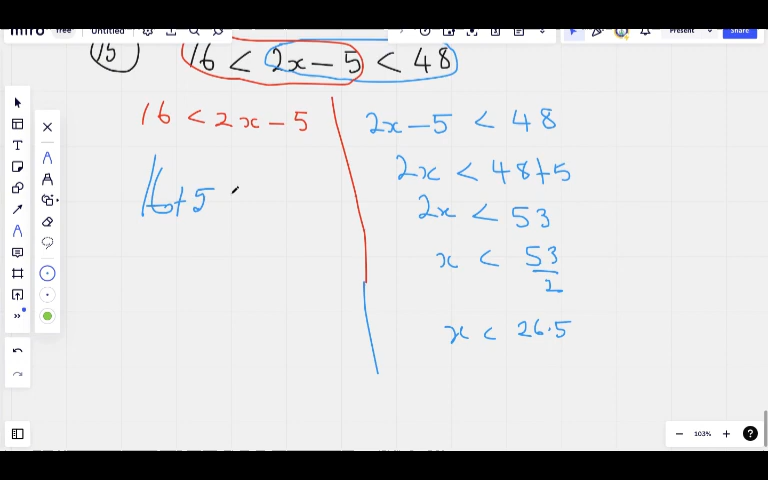 miro free Untitled Present Share
15 16 < 2x - 5 < 48
16 < 2x - 5
16+5
2x - 5 < 48
2x < 48+5
2x < 53
x < 53/2
x < 26.5
103%